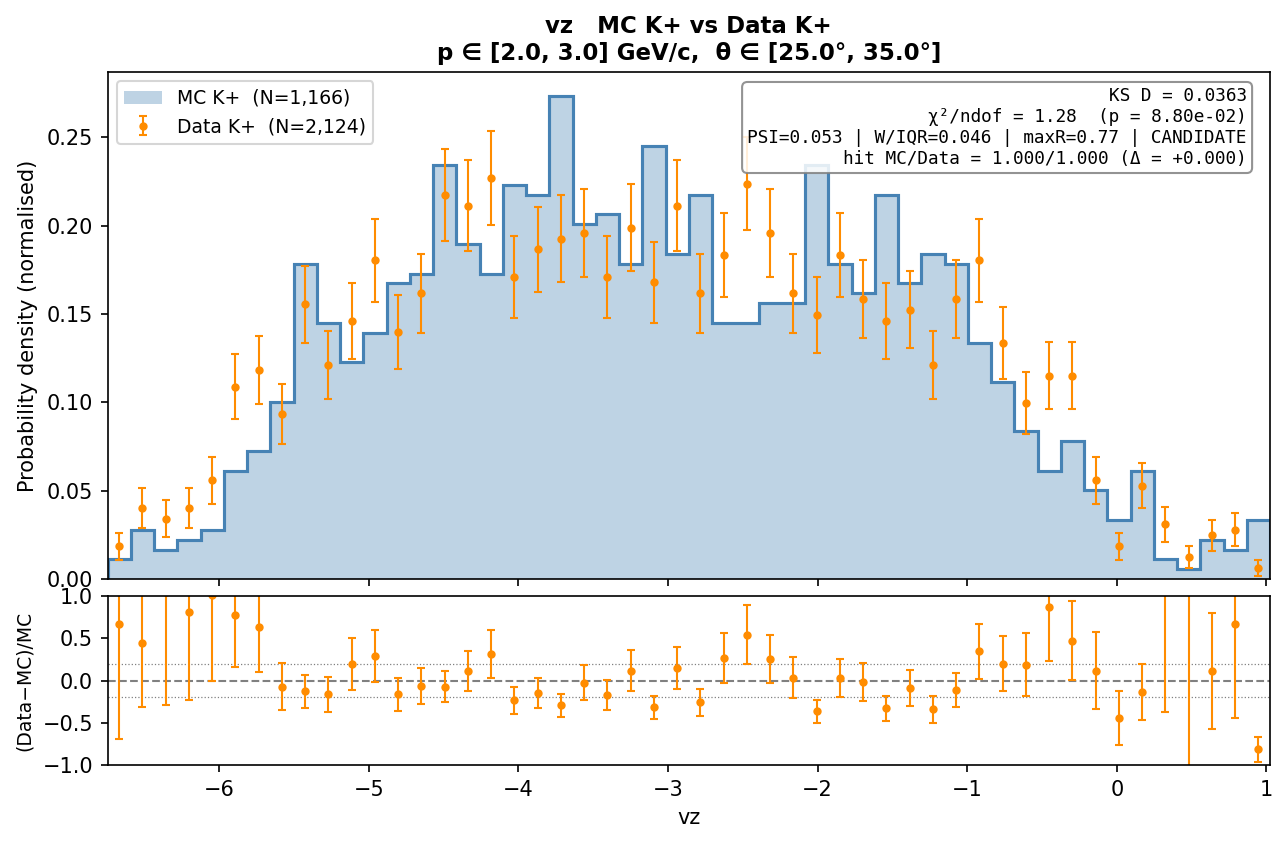 vz   MC K+ vs Data K+
p ∈ [2.0, 3.0] GeV/c,  θ ∈ [25.0°, 35.0°]
MC K+  (N=1,166)
Data K+  (N=2,124)
KS D = 0.0363
χ²/ndof = 1.28  (p = 8.80e-02)
PSI=0.053 | W/IQR=0.046 | maxR=0.77 | CANDIDATE
hit MC/Data = 1.000/1.000 (Δ = +0.000)
Probability density (normalised)
0.25
0.20
0.15
0.10
0.05
0.00
(Data−MC)/MC
1.0
0.5
0.0
−0.5
−1.0
−6 −5 −4 −3 −2 −1 0 1
vz